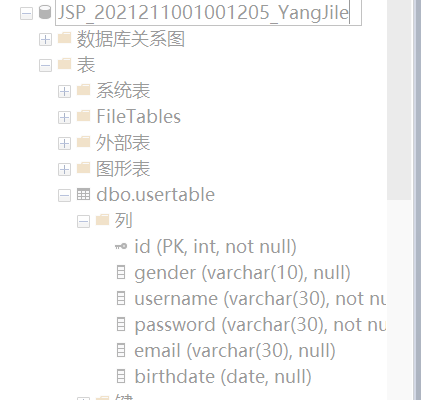 JSP_2021211001001205_YangJile
数据库关系图
表
系统表
FileTables
外部表
图形表
dbo.usertable
列
id (PK, int, not null)
gender (varchar(10), null)
username (varchar(30), not nu
password (varchar(30), not nu
email (varchar(30), null)
birthdate (date, null)
键